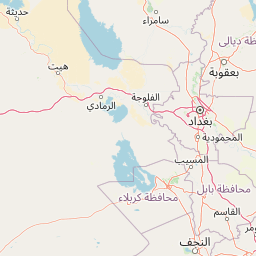 حديثة
سامراء
محافظة ديالى
بعقوبة
هيت
الفلوجة
الرمادي
بغداد
المحمودية
المسيب
محافظة بابل
محافظة كربلاء
القاسم
النجف